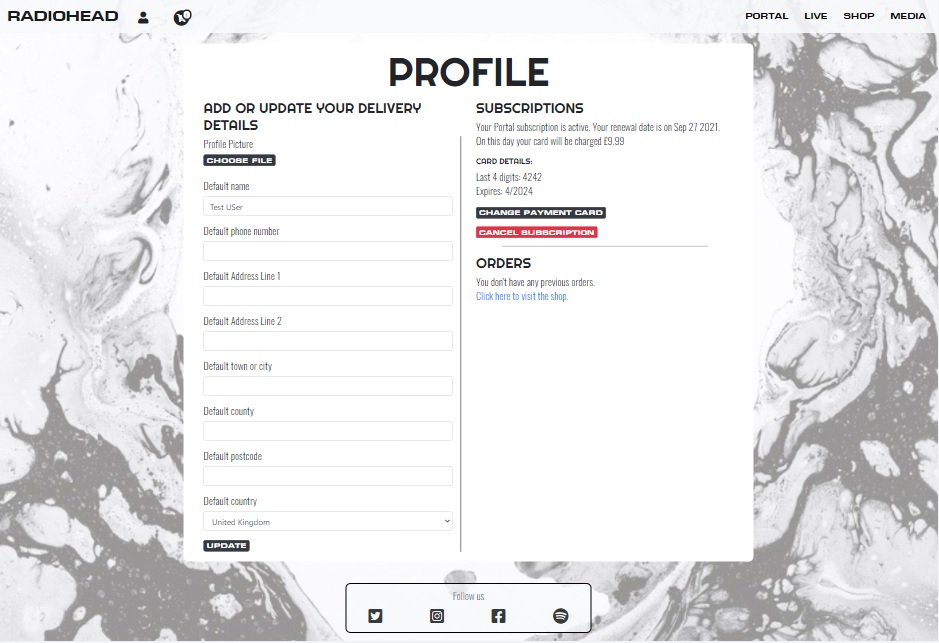 RADIOHEAD
PORTAL LIVE SHOP MEDIA
PROFILE
ADD OR UPDATE YOUR DELIVERY
DETAILS
Profile Picture
CHOOSE FILE
Default name
Test USer
Default phone number
Default Address Line 1
Default Address Line 2
Default town or city
Default county
Default postcode
Default country
United Kingdom
UPDATE
SUBSCRIPTIONS
Your Portal subscription is active. Your renewal date is on Sep 27 2021.
On this day your card will be charged £9.99
CARD DETAILS:
Last 4 digits: 4242
Expires: 4/2024
CHANGE PAYMENT CARD
CANCEL SUBSCRIPTION
ORDERS
You don't have any previous orders.
Click here to visit the shop.
Follow us